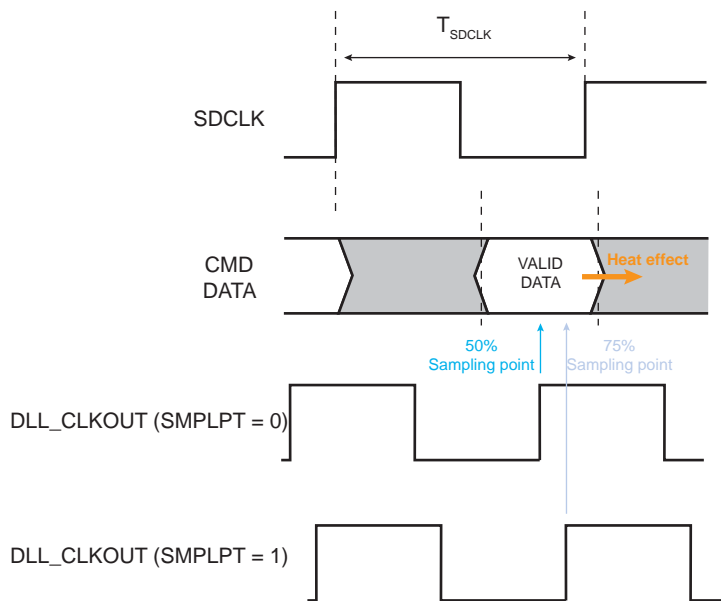 TSDCLK
SDCLK
CMD
DATA
VALID
DATA
Heat effect
50%
Sampling point
75%
Sampling point
DLL_CLKOUT (SMPLPT = 0)
DLL_CLKOUT (SMPLPT = 1)